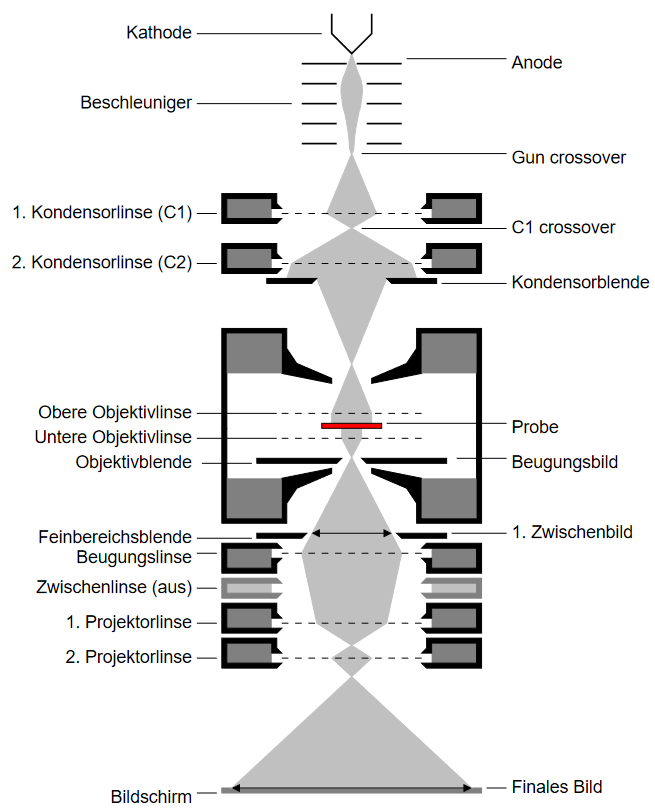 Kathode
Anode
Beschleuniger
Gun crossover
1. Kondensorlinse (C1)
C1 crossover
2. Kondensorlinse (C2)
Kondensorblende
Obere Objektivlinse
Probe
Untere Objektivlinse
Objektivblende
Beugungsbild
Feinbereichsblende
1. Zwischenbild
Beugungslinse
Zwischenlinse (aus)
1. Projektorlinse
2. Projektorlinse
Finales Bild
Bildschirm